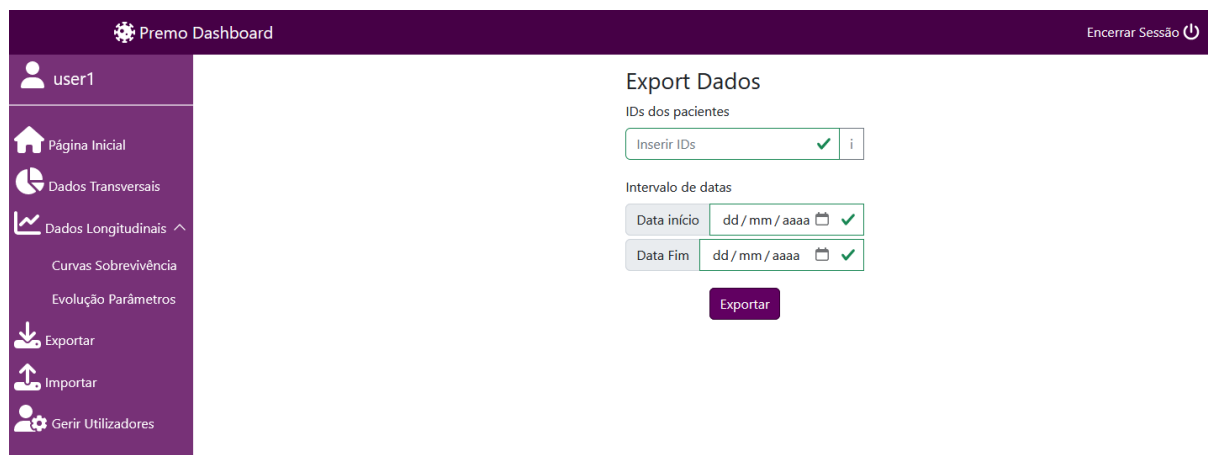 Premo Dashboard
Encerrar Sessão
user1
Página Inicial
Dados Transversais
Dados Longitudinais
Curvas Sobrevivência
Evolução Parâmetros
Exportar
Importar
Gerir Utilizadores
Export Dados
IDs dos pacientes
Inserir IDs i
Intervalo de datas
Data início dd/mm/aaaa
Data Fim dd/mm/aaaa
Exportar